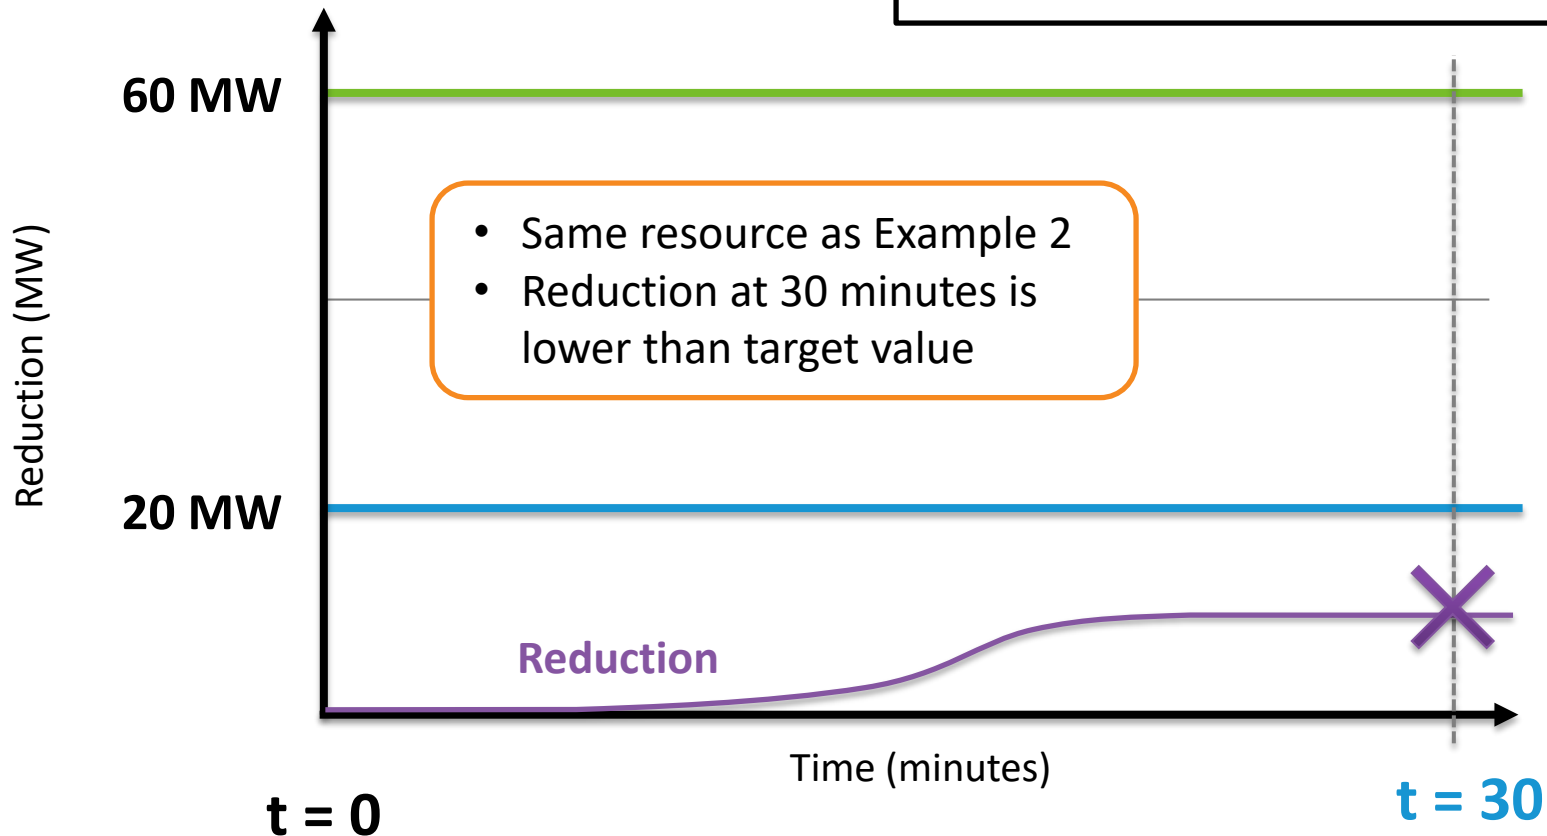 60 MW
• Same resource as Example 2
• Reduction at 30 minutes is
lower than target value
Reduction (MW)
20 MW
Reduction
Time (minutes)
t = 0
t = 30